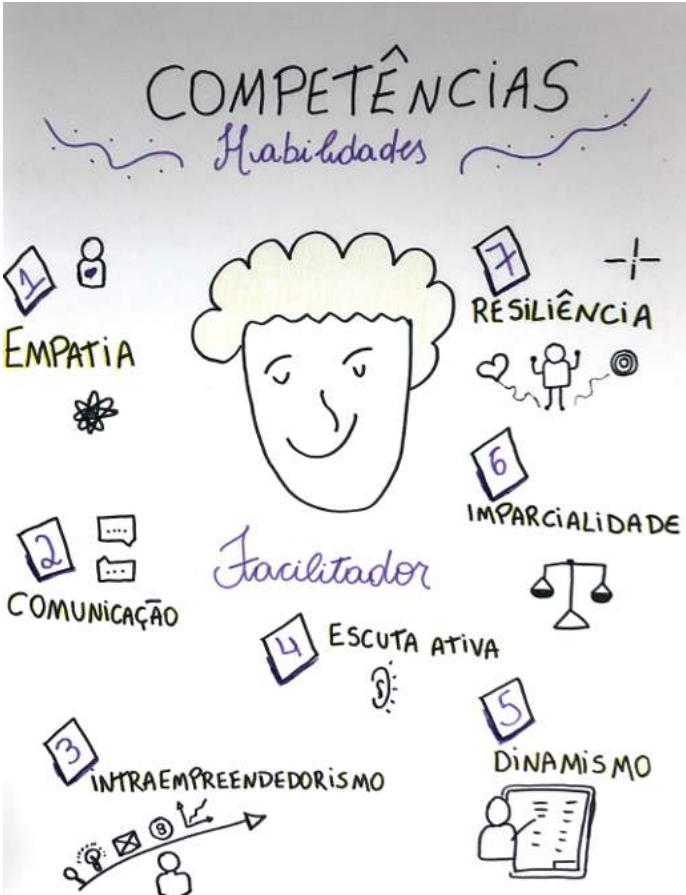 COMPETÊNCIAS
Habilidades
1
EMPATIA
2
COMUNICAÇÃO
3
INTRAEMPREENDEDORISMO
Facilitador
4 ESCUTA ATIVA
5
DINAMISMO
6
IMPARCIALIDADE
7
RESILIÊNCIA